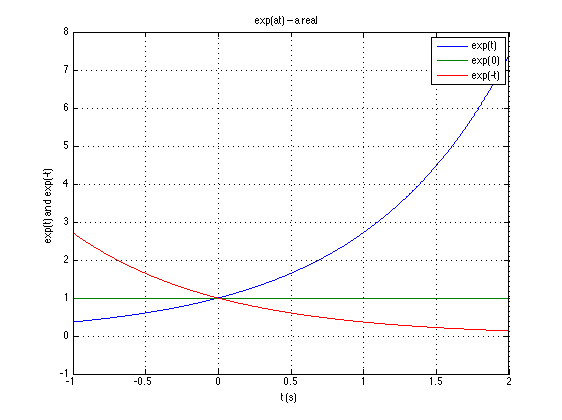 exp(at) – a real
8
7
6
5
4
3
2
1
0
-1
exp(t) and exp(-t)
exp(t)
exp(0)
exp(-t)
-1 -0.5 0 0.5 1 1.5 2
t (s)